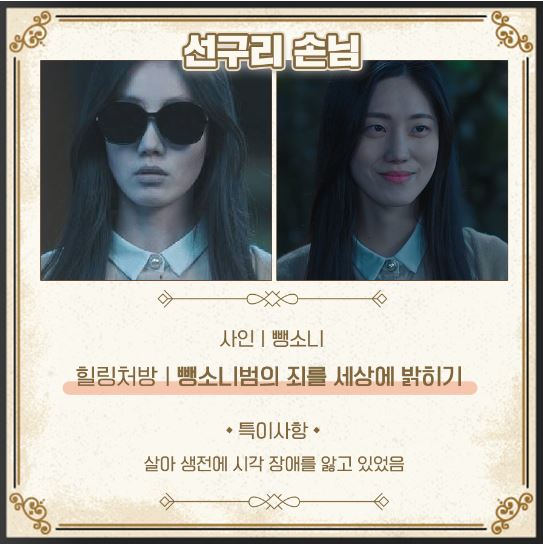 선구리 손님
사인 | 뺑소니
힐링처방 | 뺑소니범의 죄를 세상에 밝히기
• 특이사항 •
살아 생전에 시각 장애를 앓고 있었음